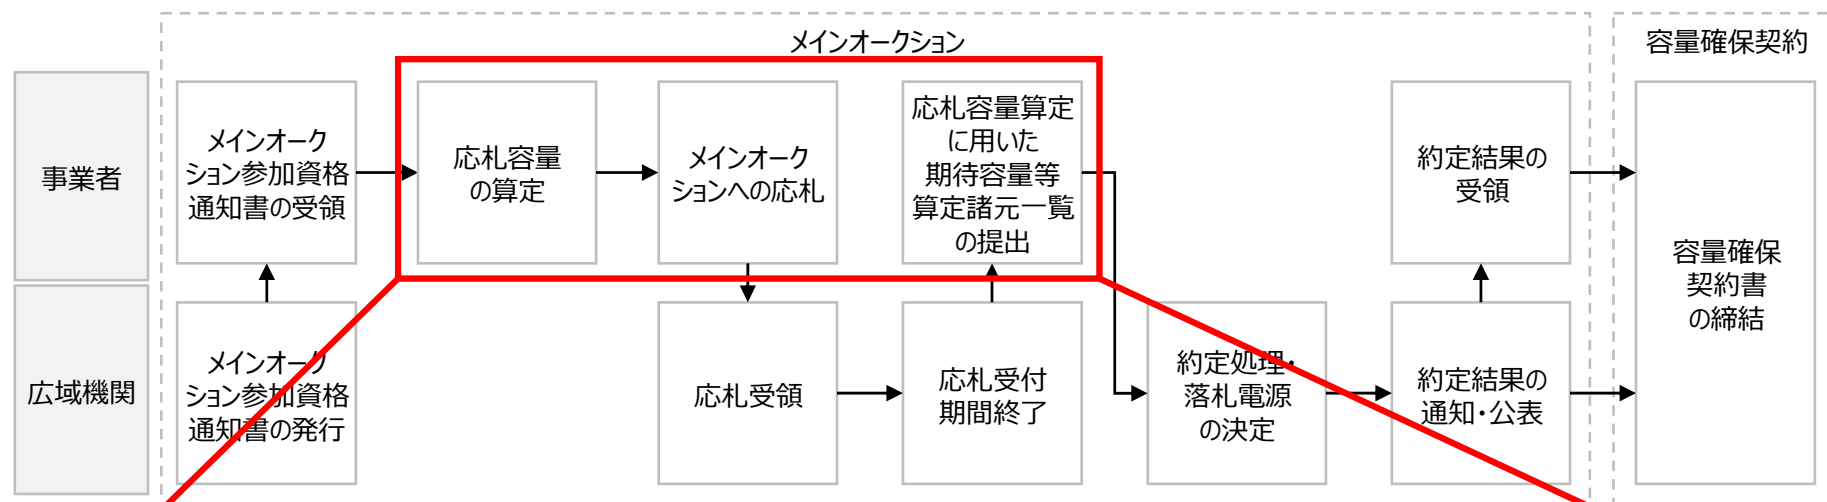 メインオークション
容量確保契約
事業者
メインオーク
ション参加資格
通知書の受領
応札容量
の算定
メインオーク
ションへの応札
応札容量算定
に用いた
期待容量等
算定諸元一覧
の提出
約定結果の
受領
容量確保
契約書
の締結
広域機関
メインオーク
ション参加資格
通知書の発行
応札受領
応札受付
期間終了
約定処理・
落札電源
の決定
約定結果の
通知・公表